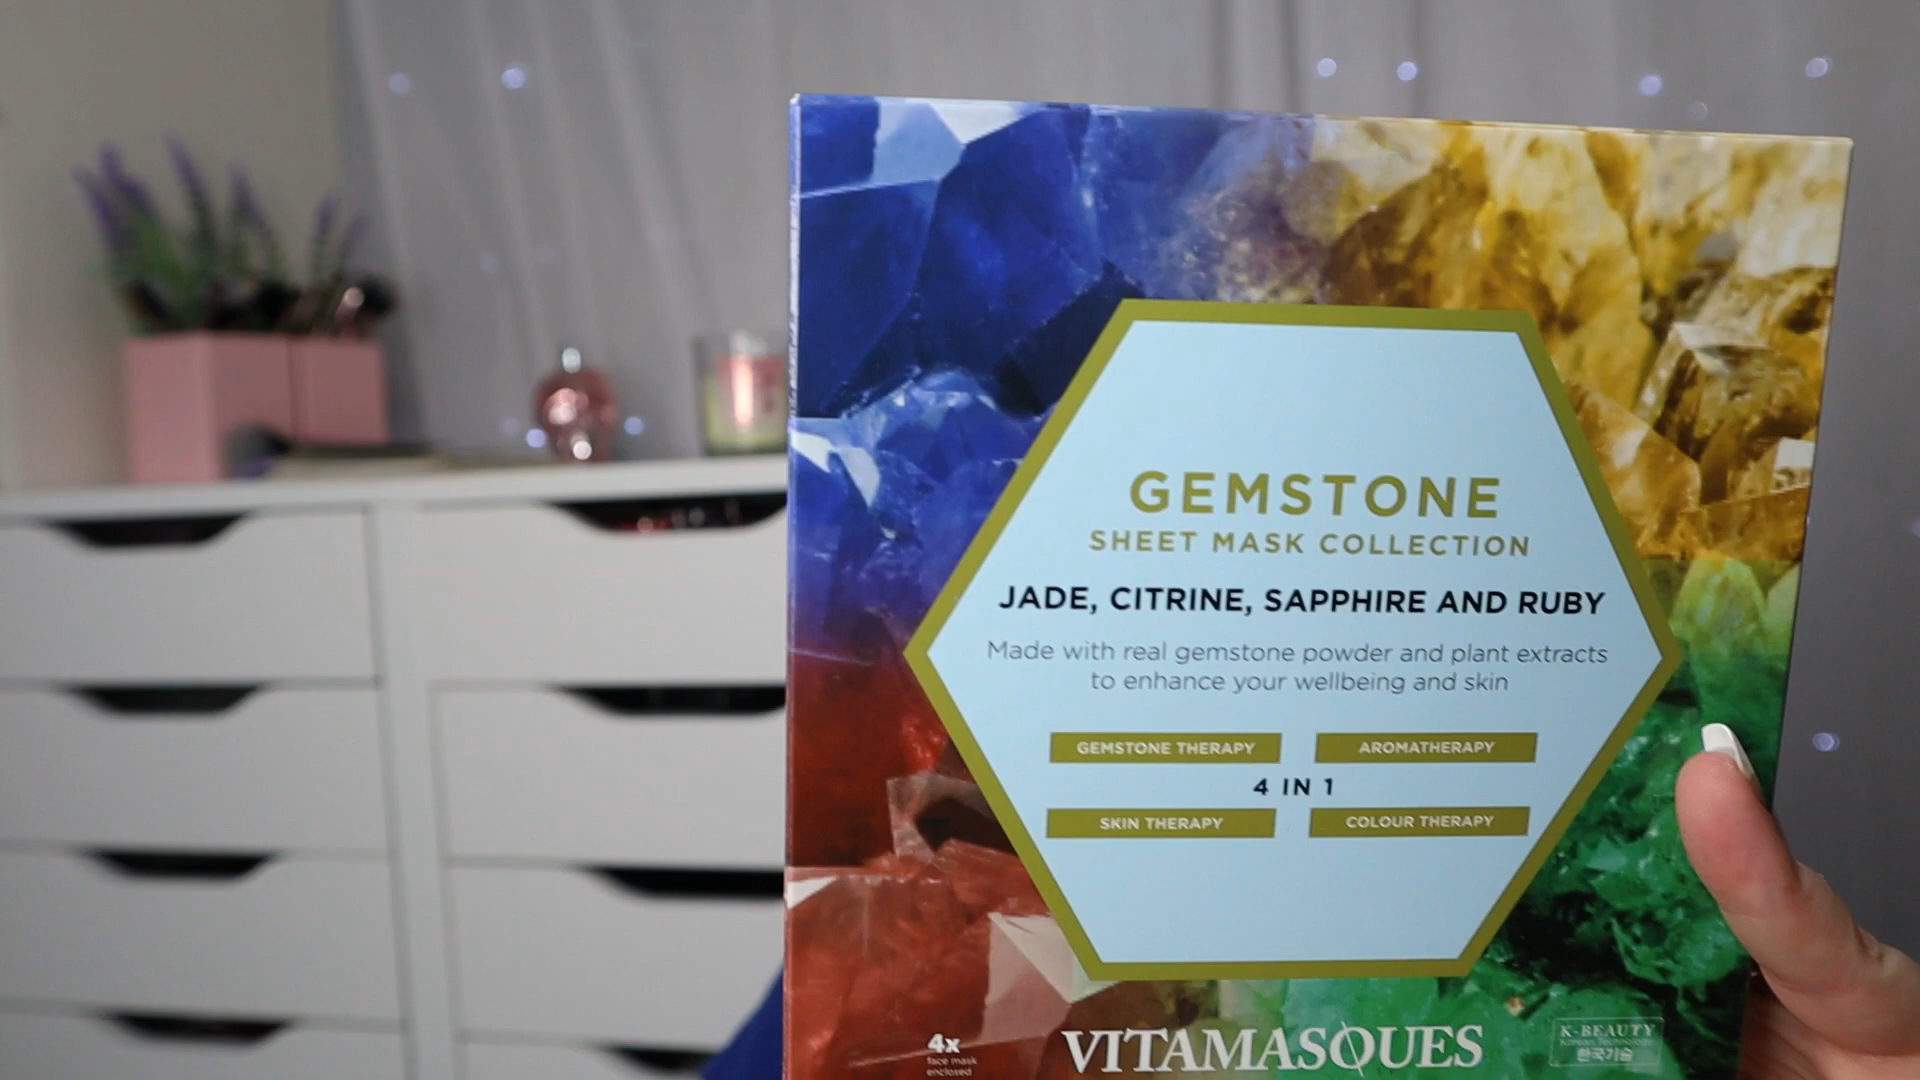 GEMSTONE
SHEET MASK COLLECTION
JADE, CITRINE, SAPPHIRE AND RUBY
Made with real gemstone powder and plant extracts
to enhance your wellbeing and skin
GEMSTONE THERAPY
AROMATHERAPY
4 IN 1
SKIN THERAPY
COLOUR THERAPY
4x
face mask
enclosed
VITAMASQUES
K-BEAUTY
Korean Technology
한국기술